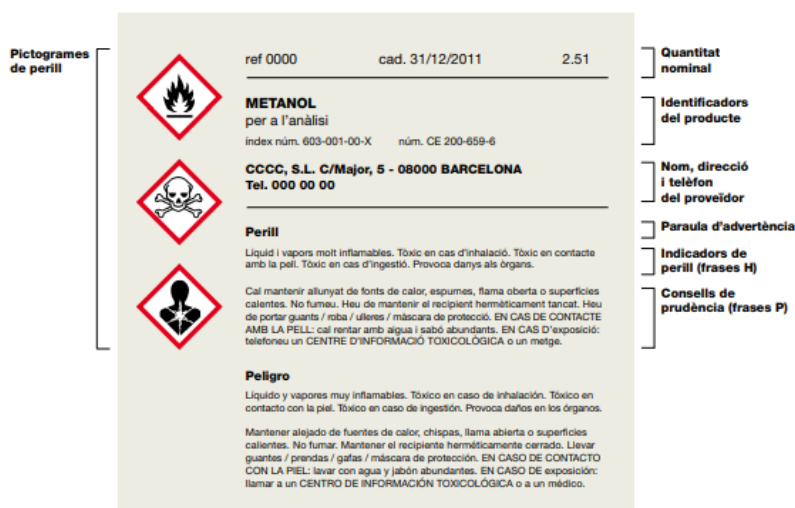 Pictogrames
de perill
ref 0000 cad. 31/12/2011 2.51
Quantitat
nominal
METANOL
per a l'anàlisi
índex núm. 603-001-00-X núm. CE 200-659-6
Identificadors
del producte
CCCC, S.L. C/Major, 5 - 08000 BARCELONA
Tel. 000 00 00
Nom, direcció
i telèfon
del proveïdor
Perill
Paraula d'advertència
Líquid i vapors molt inflamables. Tòxic en cas d'inhalació. Tòxic en contacte
amb la pell. Tòxic en cas d'ingestió. Provoca danys als òrgans.
Indicadors de
perill (frases H)
Cal mantenir allunyat de fonts de calor, espumes, flama oberta o superfícies
calentes. No fumeu. Heu de mantenir el recipient hermèticament tancat. Heu
de portar guants / roba / ulleres / màscara de protecció. EN CAS DE CONTACTE
AMB LA PELL: cal rentar amb aigua i sabó abundants. EN CAS D'exposició:
telefoneu un CENTRE D'INFORMACIÓ TOXICOLÒGICA o un metge.
Consells de
prudència (frases P)
Peligro
Líquido y vapores muy inflamables. Tóxico en caso de inhalación. Tóxico en
contacto con la piel. Tóxico en caso de ingestión. Provoca daños en los órganos.
Mantener alejado de fuentes de calor, chispas, llama abierta o superficies
calientes. No fumar. Mantener el recipiente herméticamente cerrado. Llevar
guantes / prendas / gafas / máscara de protección. EN CASO DE CONTACTO
CON LA PIEL: lavar con agua y jabón abundantes. EN CASO DE exposición:
llamar a un CENTRO DE INFORMACIÓN TOXICOLÓGICA o a un médico.